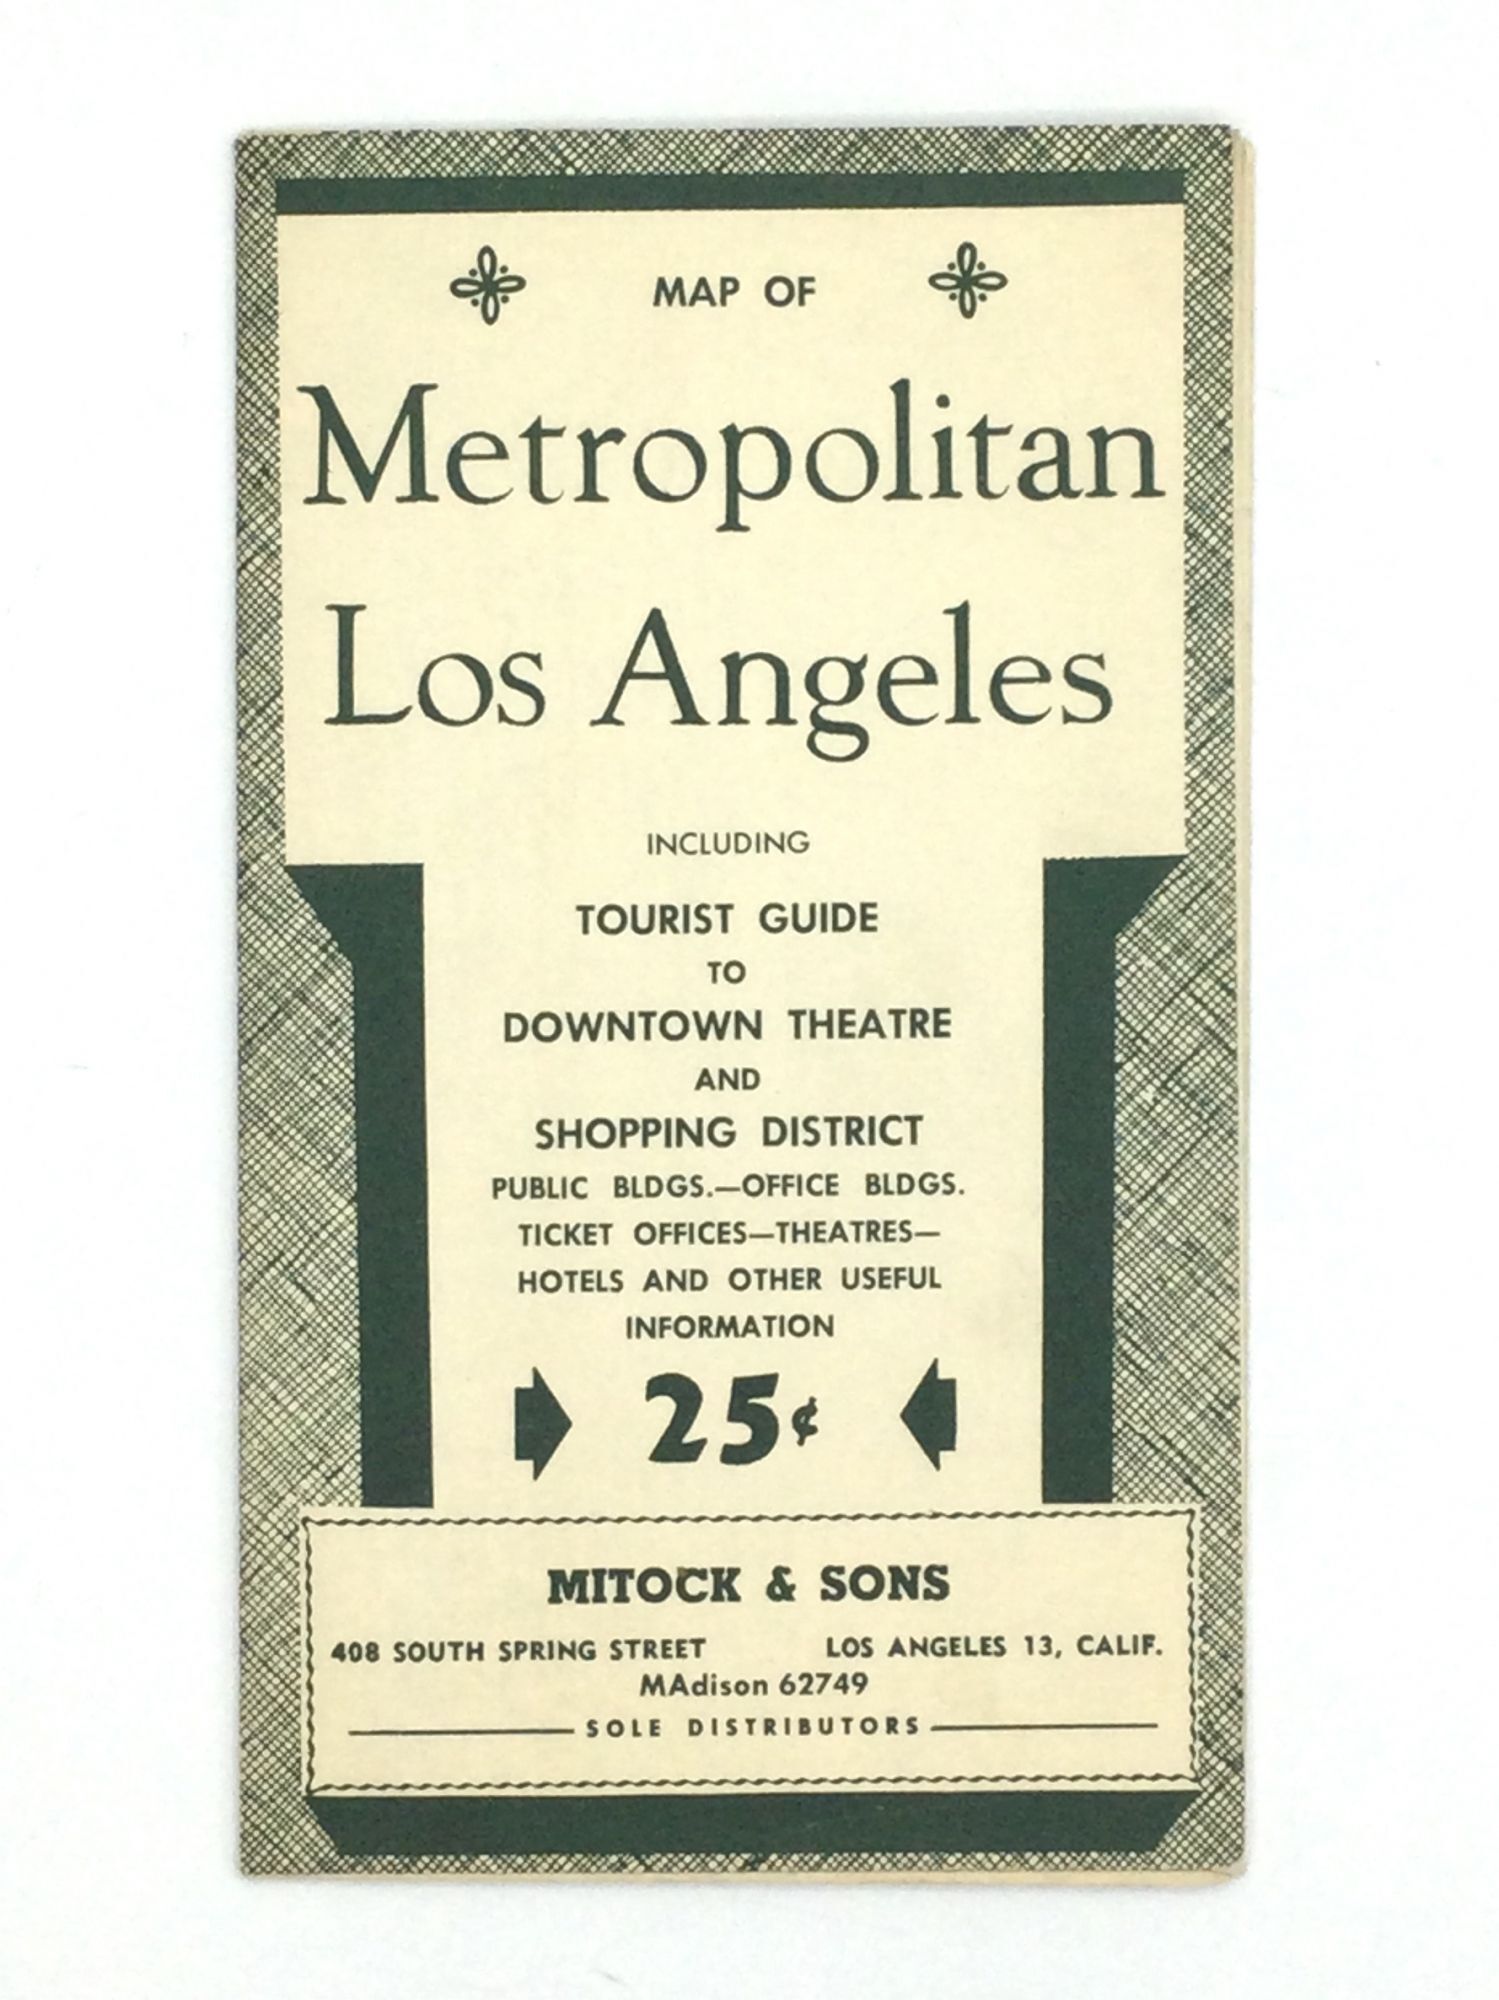 MAP OF
Metropolitan
Los Angeles
INCLUDING
TOURIST GUIDE
TO
DOWNTOWN THEATRE
AND
SHOPPING DISTRICT
PUBLIC BLDGS.—OFFICE BLDGS.
TICKET OFFICES—THEATRES—
HOTELS AND OTHER USEFUL
INFORMATION
25¢
MITOCK & SONS
408 SOUTH SPRING STREET LOS ANGELES 13, CALIF.
MAdison 62749
SOLE DISTRIBUTORS